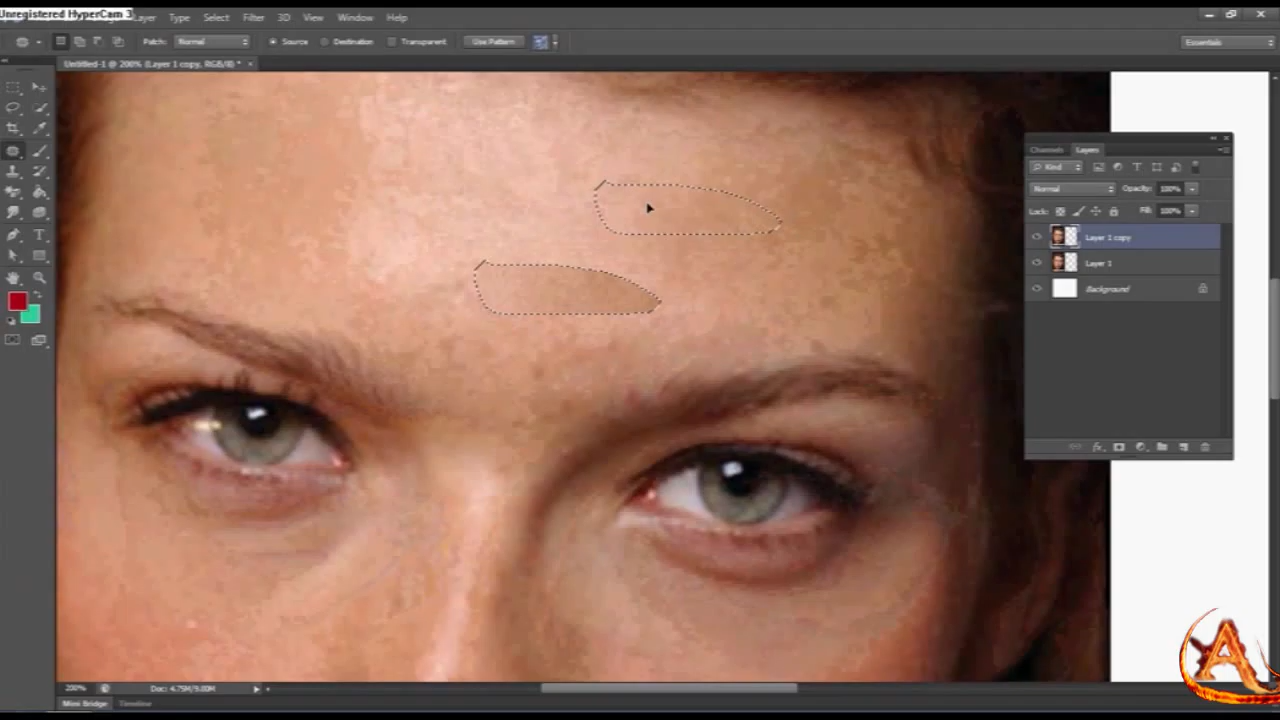 Unregistered HyperCam 3
Layer Type Select Filter 3D View Window Help
Patch: Normal Source Destination Transparent Use Pattern Essentials
Untitled-1 @ 200% (Layer 1 copy, RGB/8) *
Channels Layers
Kind
Normal Opacity: 100%
Lock: Fill: 100%
Layer 1 copy
Layer 1
Background
200% Doc: 4.75M/9.00M
Mini Bridge Timeline
A